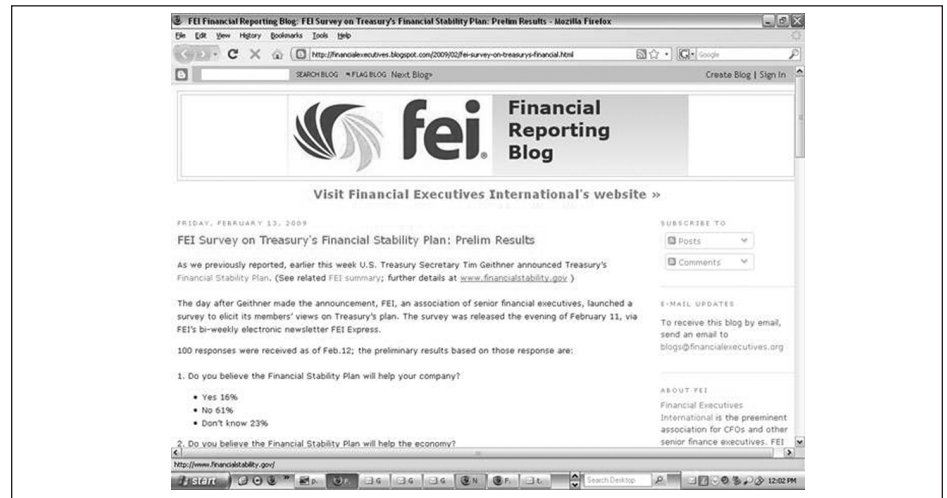 FEI Financial Reporting Blog: FEI Survey on Treasury's Financial Stability Plan: Prelim Results - Mozilla Firefox
File Edit View History Bookmarks Tools Help
http://financialexecutives.blogspot.com/2009/02/fei-survey-on-treasurys-financial.html
Google
SEARCH BLOG FLAG BLOG Next Blog»
Create Blog | Sign In
fei®
Financial
Reporting
Blog
Visit Financial Executives International's website »
FRIDAY, FEBRUARY 13, 2009
FEI Survey on Treasury's Financial Stability Plan: Prelim Results
As we previously reported, earlier this week U.S. Treasury Secretary Tim Geithner announced Treasury's
Financial Stability Plan. (See related FEI summary; further details at www.financialstability.gov )
The day after Geithner made the announcement, FEI, an association of senior financial executives, launched a
survey to elicit its members' views on Treasury's plan. The survey was released the evening of February 11, via
FEI's bi-weekly electronic newsletter FEI Express.
100 responses were received as of Feb.12; the preliminary results based on those response are:
1. Do you believe the Financial Stability Plan will help your company?
• Yes 16%
• No 61%
• Don't know 23%
2. Do you believe the Financial Stability Plan will help the economy?
SUBSCRIBE TO
Posts
Comments
E-MAIL UPDATES
To receive this blog by email,
send an email to
blogs@financialexecutives.org
ABOUT FEI
Financial Executives
International is the preeminent
association for CFOs and other
senior finance executives. FEI
http://www.financialstability.gov/
start
Search Desktop
12:02 PM